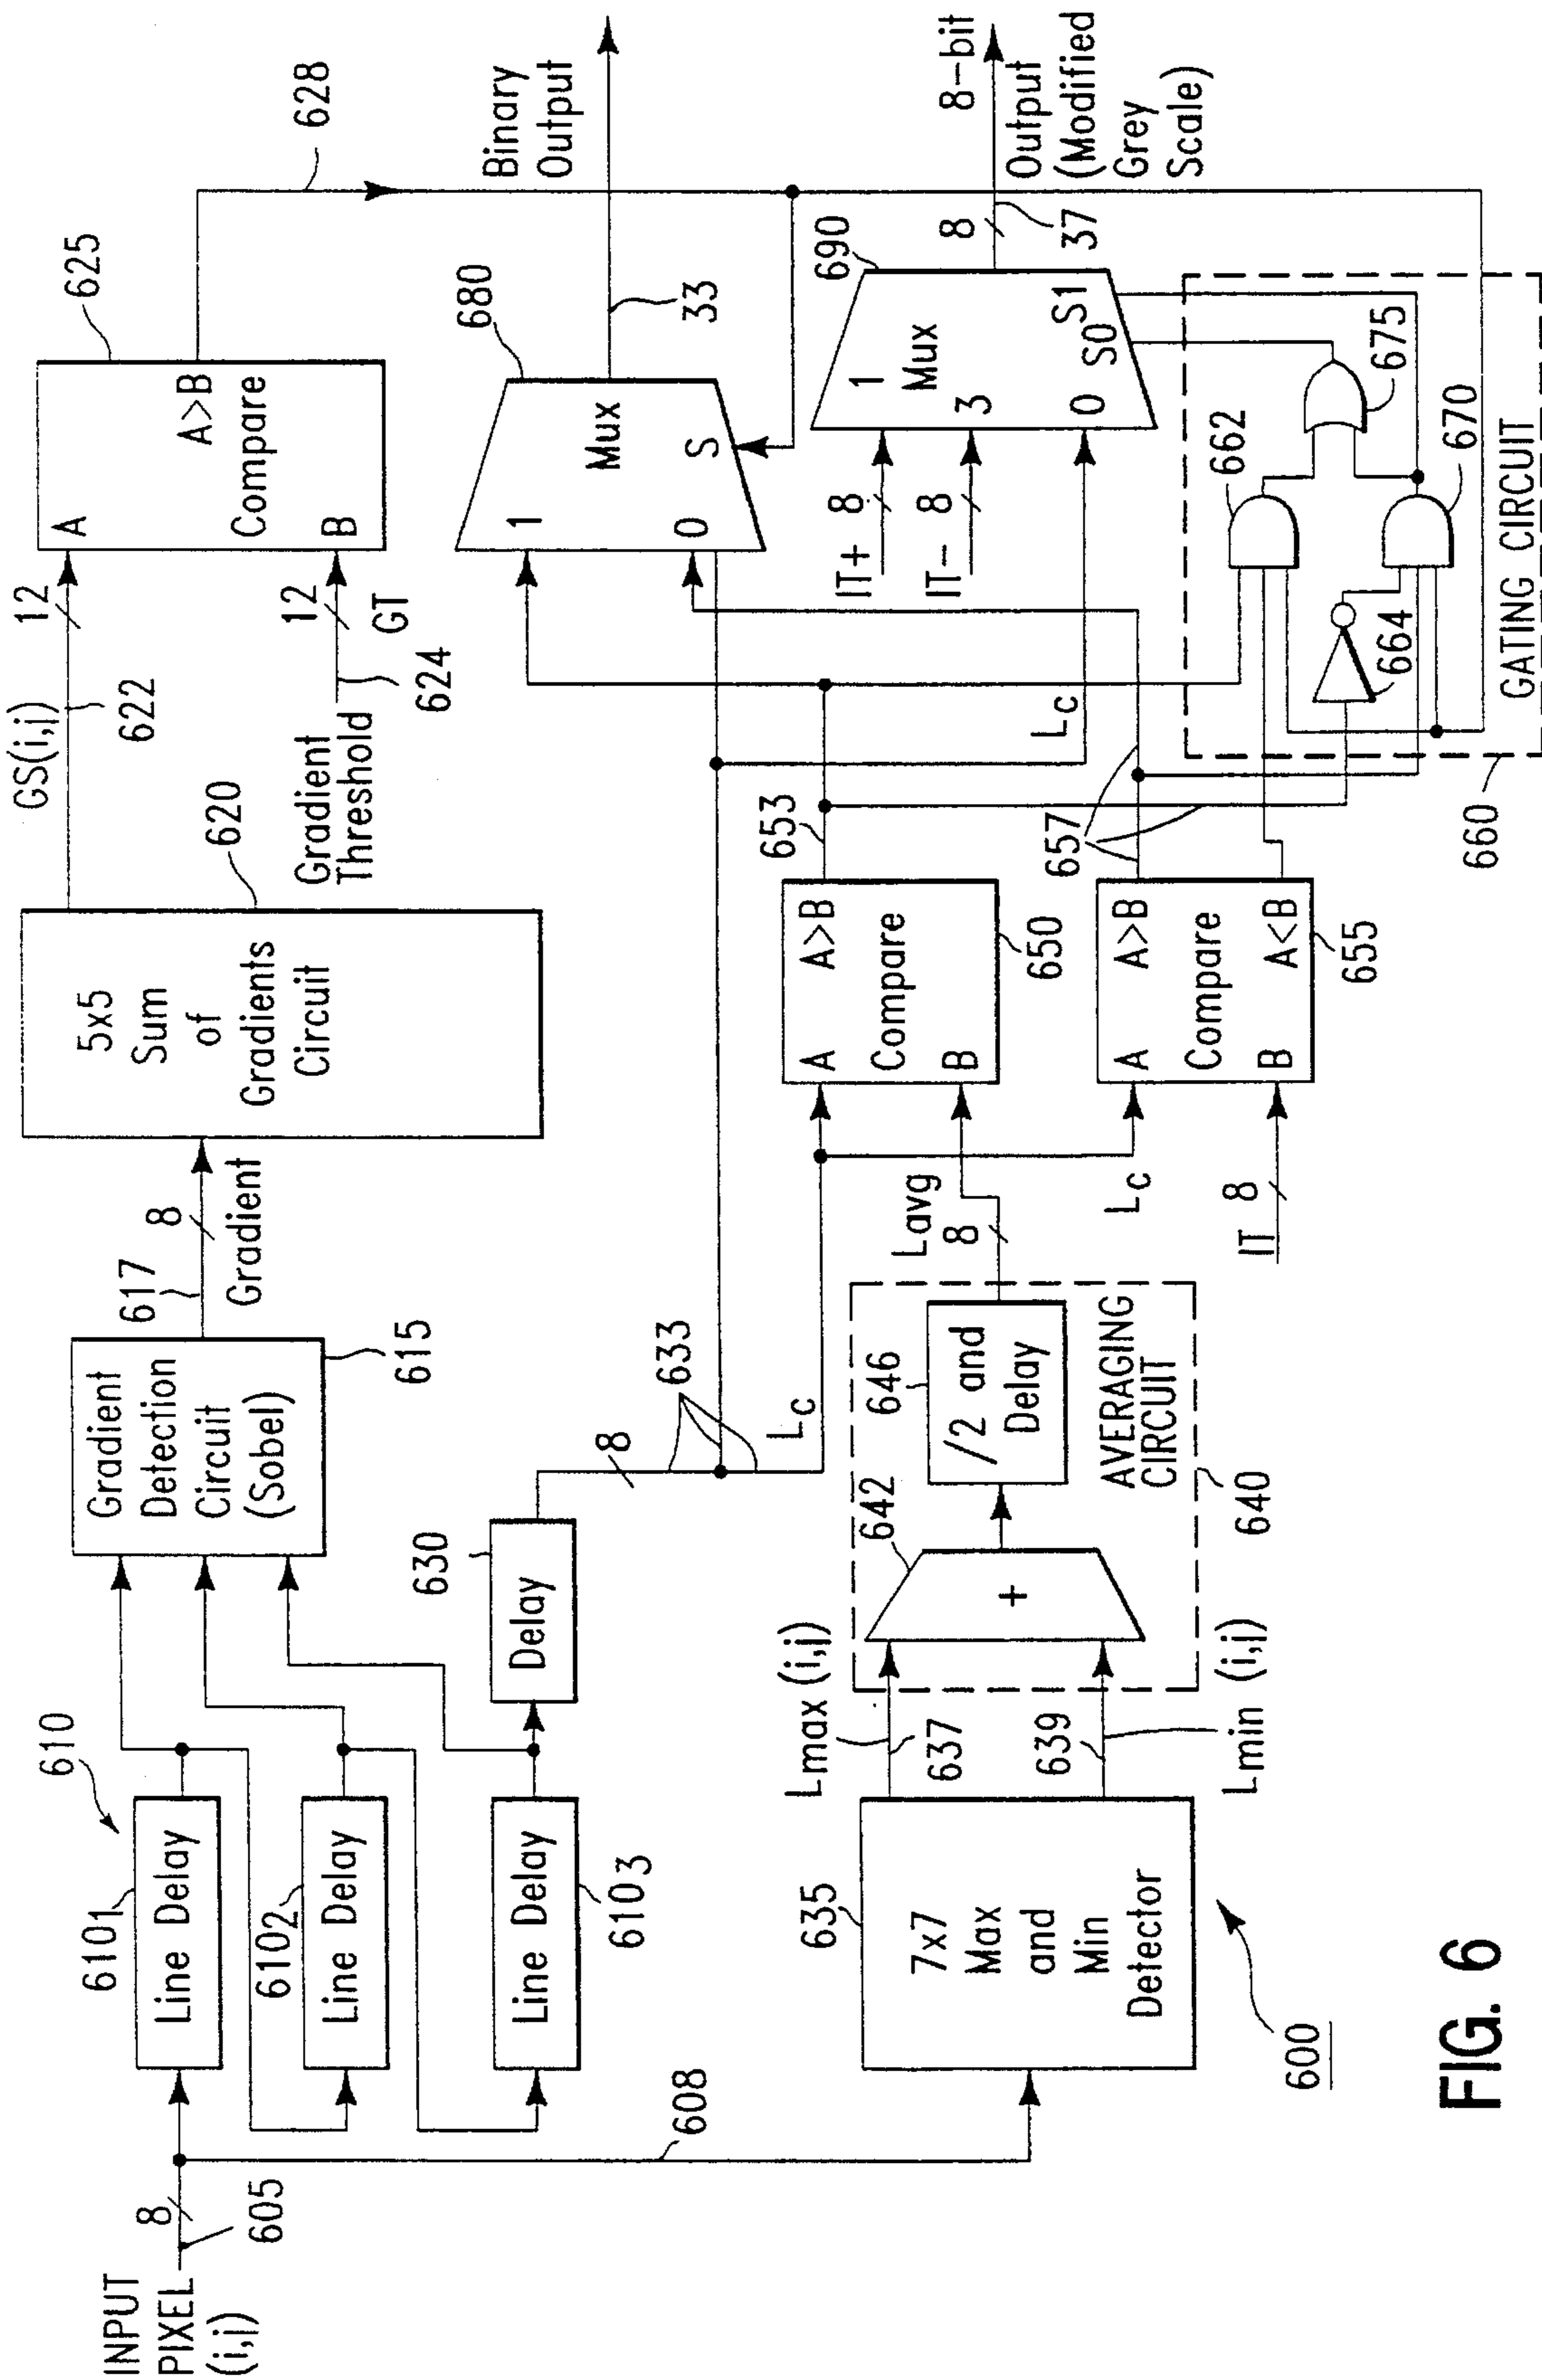 INPUT
PIXEL
(i,j)
8
605
608
610
610₁
Line Delay
610₂
Line Delay
610₃
Line Delay
Gradient
Detection
Circuit
(Sobel)
615
617
8
Gradient
5x5
Sum
of
Gradients
Circuit
620
GS(i,j)
622
12
12
GT
624
Gradient
Threshold
A
A>B
Compare
B
625
628
630
Delay
8
633
Lc
635
7x7
Max
and
Min
Detector
600
Lmax (i,j)
637
639
Lmin (i,j)
642
+
646
/2 and
Delay
AVERAGING
CIRCUIT
640
Lavg
8
Lc
IT
8
A
A>B
Compare
B
650
653
A
A>B
Compare
B
A<B
655
657
Lc
680
1
Mux
0
S
33
Binary
Output
IT+
8
IT-
8
690
1
Mux
3
0
S0
S1
8
37
8-bit
Output
(Modified
Grey
Scale)
662
664
670
675
GATING CIRCUIT
660
FIG. 6